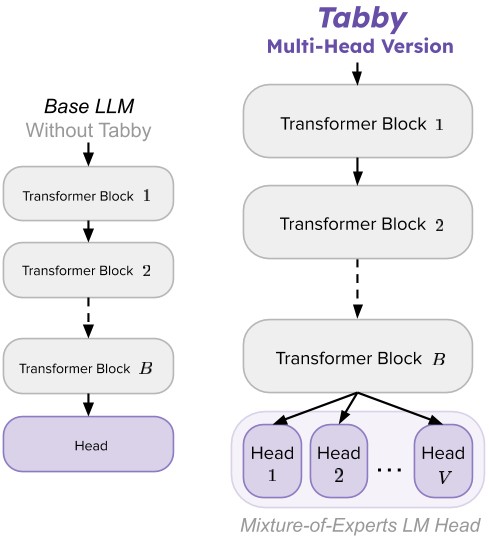 Base LLM
Without Tabby
Transformer Block 1
Transformer Block 2
Transformer Block B
Head
Tabby
Multi-Head Version
Transformer Block 1
Transformer Block 2
Transformer Block B
Head 1
Head 2
...
Head V
Mixture-of-Experts LM Head